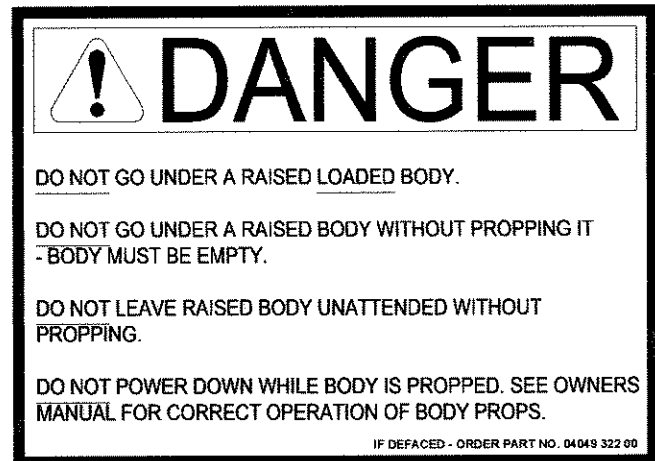 DANGER
DO NOT GO UNDER A RAISED LOADED BODY.
DO NOT GO UNDER A RAISED BODY WITHOUT PROPPING IT
- BODY MUST BE EMPTY.
DO NOT LEAVE RAISED BODY UNATTENDED WITHOUT
PROPPING.
DO NOT POWER DOWN WHILE BODY IS PROPPED. SEE OWNERS
MANUAL FOR CORRECT OPERATION OF BODY PROPS.
IF DEFACED - ORDER PART NO. 04049 322 00